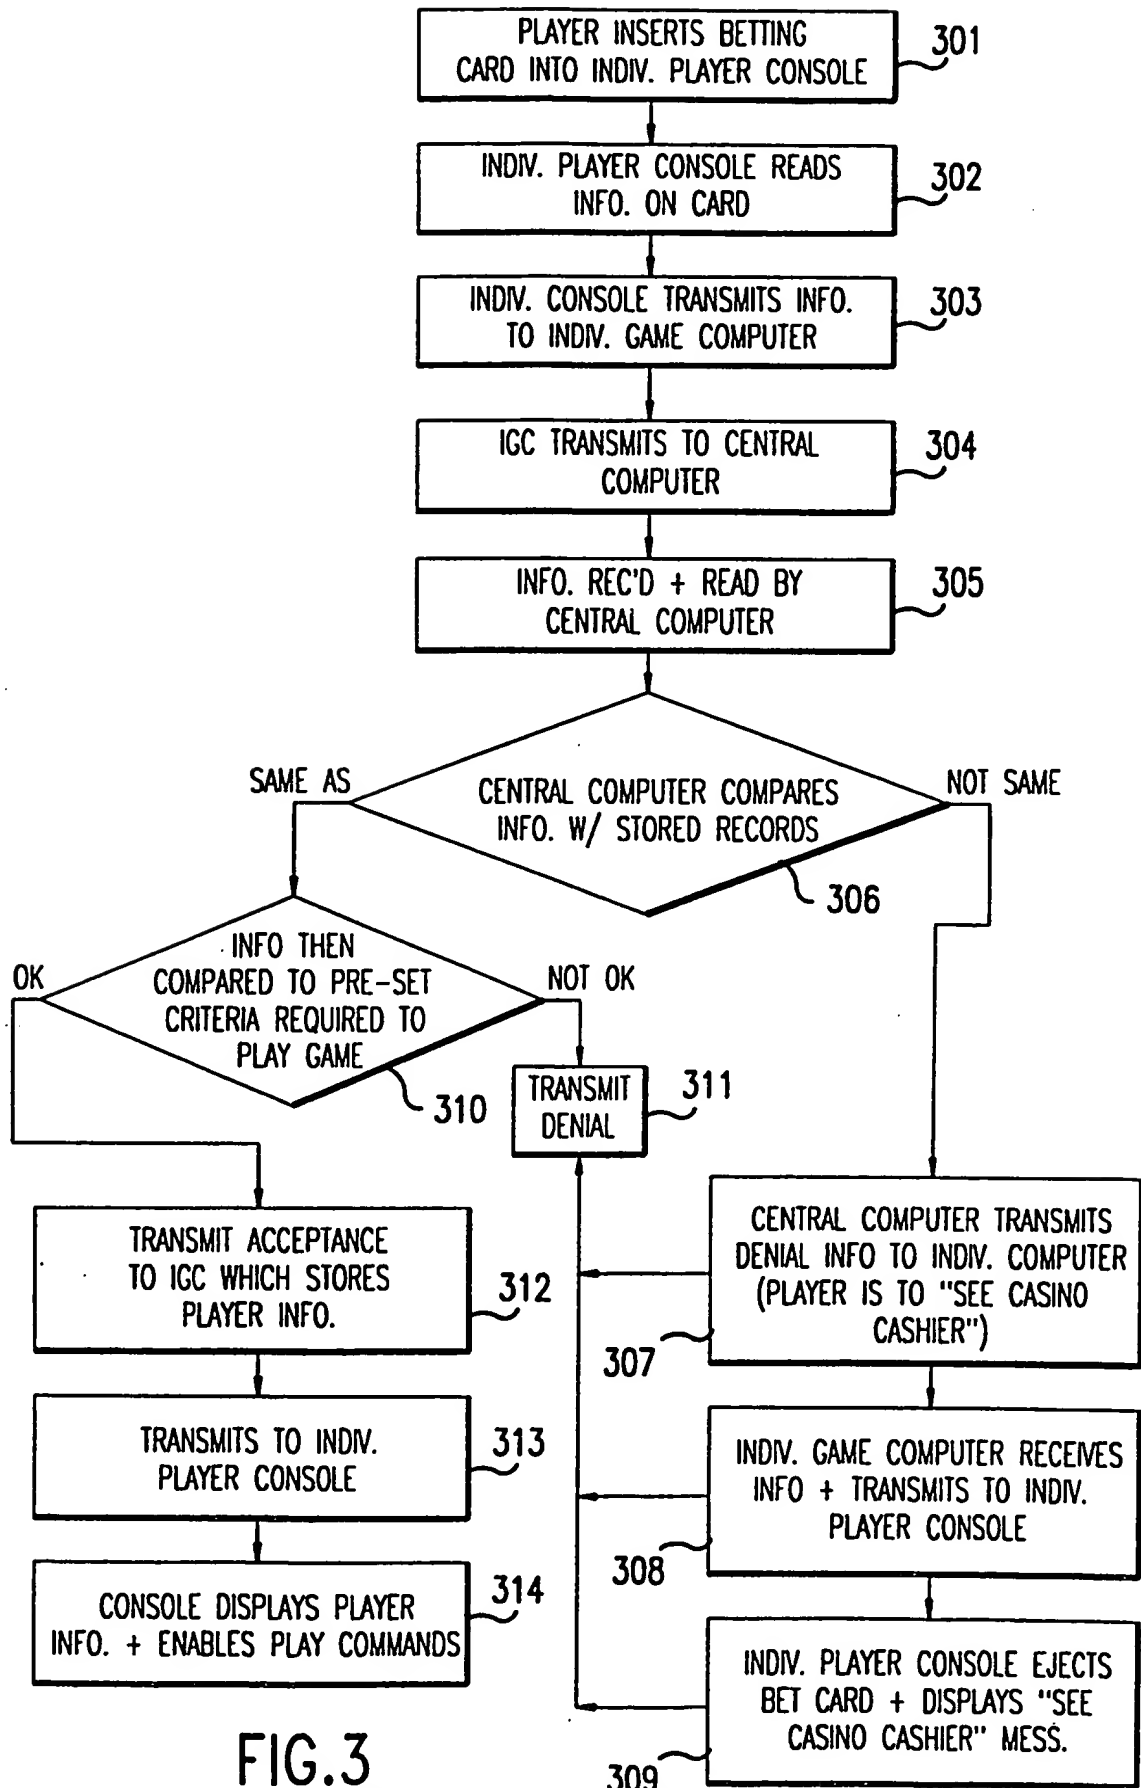 PLAYER INSERTS BETTING
CARD INTO INDIV. PLAYER CONSOLE
301
INDIV. PLAYER CONSOLE READS
INFO. ON CARD
302
INDIV. CONSOLE TRANSMITS INFO.
TO INDIV. GAME COMPUTER
303
IGC TRANSMITS TO CENTRAL
COMPUTER
304
INFO. REC'D + READ BY
CENTRAL COMPUTER
305
SAME AS
CENTRAL COMPUTER COMPARES
INFO. W/ STORED RECORDS
NOT SAME
306
OK
INFO THEN
COMPARED TO PRE-SET
CRITERIA REQUIRED TO
PLAY GAME
NOT OK
310
TRANSMIT
DENIAL
311
TRANSMIT ACCEPTANCE
TO IGC WHICH STORES
PLAYER INFO.
312
CENTRAL COMPUTER TRANSMITS
DENIAL INFO TO INDIV. COMPUTER
(PLAYER IS TO "SEE CASINO
CASHIER")
307
TRANSMITS TO INDIV.
PLAYER CONSOLE
313
INDIV. GAME COMPUTER RECEIVES
INFO + TRANSMITS TO INDIV.
PLAYER CONSOLE
308
CONSOLE DISPLAYS PLAYER
INFO. + ENABLES PLAY COMMANDS
314
INDIV. PLAYER CONSOLE EJECTS
BET CARD + DISPLAYS "SEE
CASINO CASHIER" MESS.
309
FIG.3